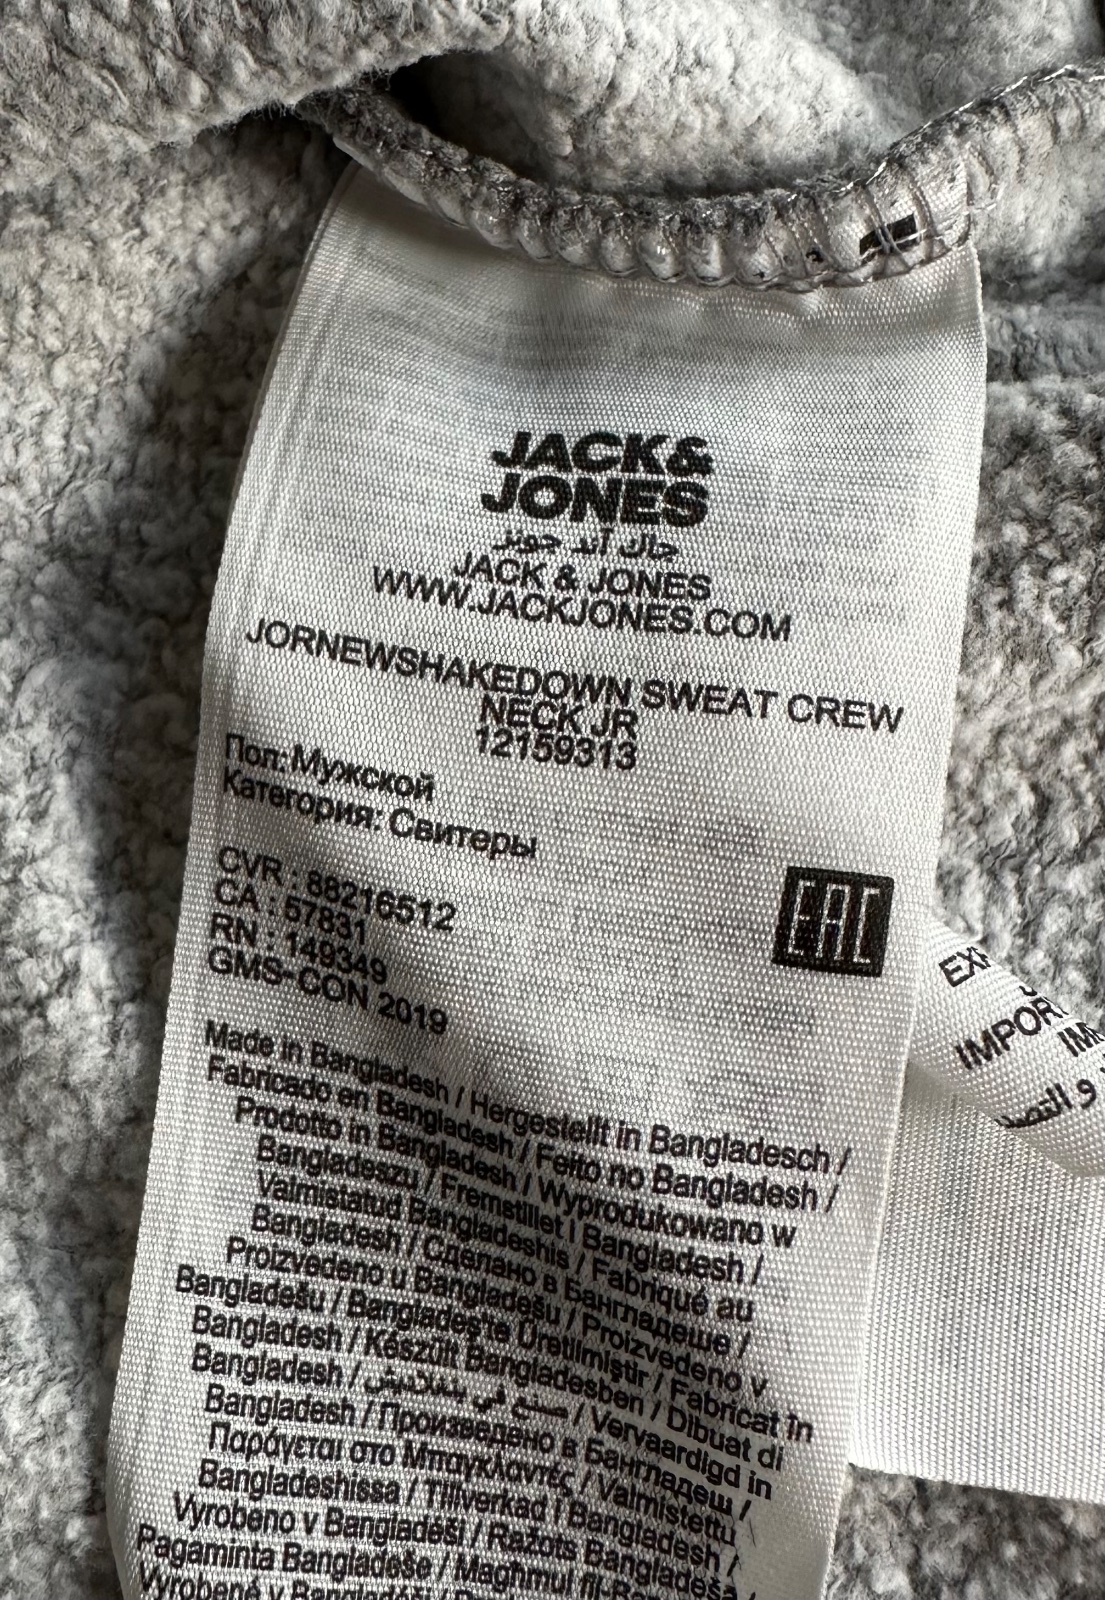 JACK&
JONES
جاك آند جونز
JACK & JONES
WWW.JACKJONES.COM
JORNEWSHAKEDOWN SWEAT CREW
NECK JR
12159313
Пол: Мужской
Категория: Свитеры
CVR : 88216512
CA : 57831
RN : 149349
GMS-CON 2019
EAC
Made in Bangladesh / Hergestellt in Bangladesch /
Fabricado en Bangladesh / Feito no Bangladesh /
Prodotto in Bangladesh / Wyprodukowano w
Bangladeszu / Fremstillet i Bangladesh /
Valmistatud Bangladeshis / Fabriqué au
Bangladesh / Сделано в Бангладеше /
Proizvedeno u Bangladešu / Proizvedeno v
Bangladešu / Bangladeş'te Üretilmiştir / Fabricat în
Bangladesh / Készült Bangladesben / Dibuat di
Bangladesh / صنع في بنغلاديش / Vervaardigd in
Bangladesh / Произведено в Бангладеш /
Παράγεται στο Μπαγκλαντές / Valmistettu
Bangladeshissa / Tillverkad i Bangladesh /
Vyrobeno v Bangladéši / Ražots Bangladešā /
Pagaminta Bangladeše / Magħmul fil-
Vyrobené v Bangladéši /